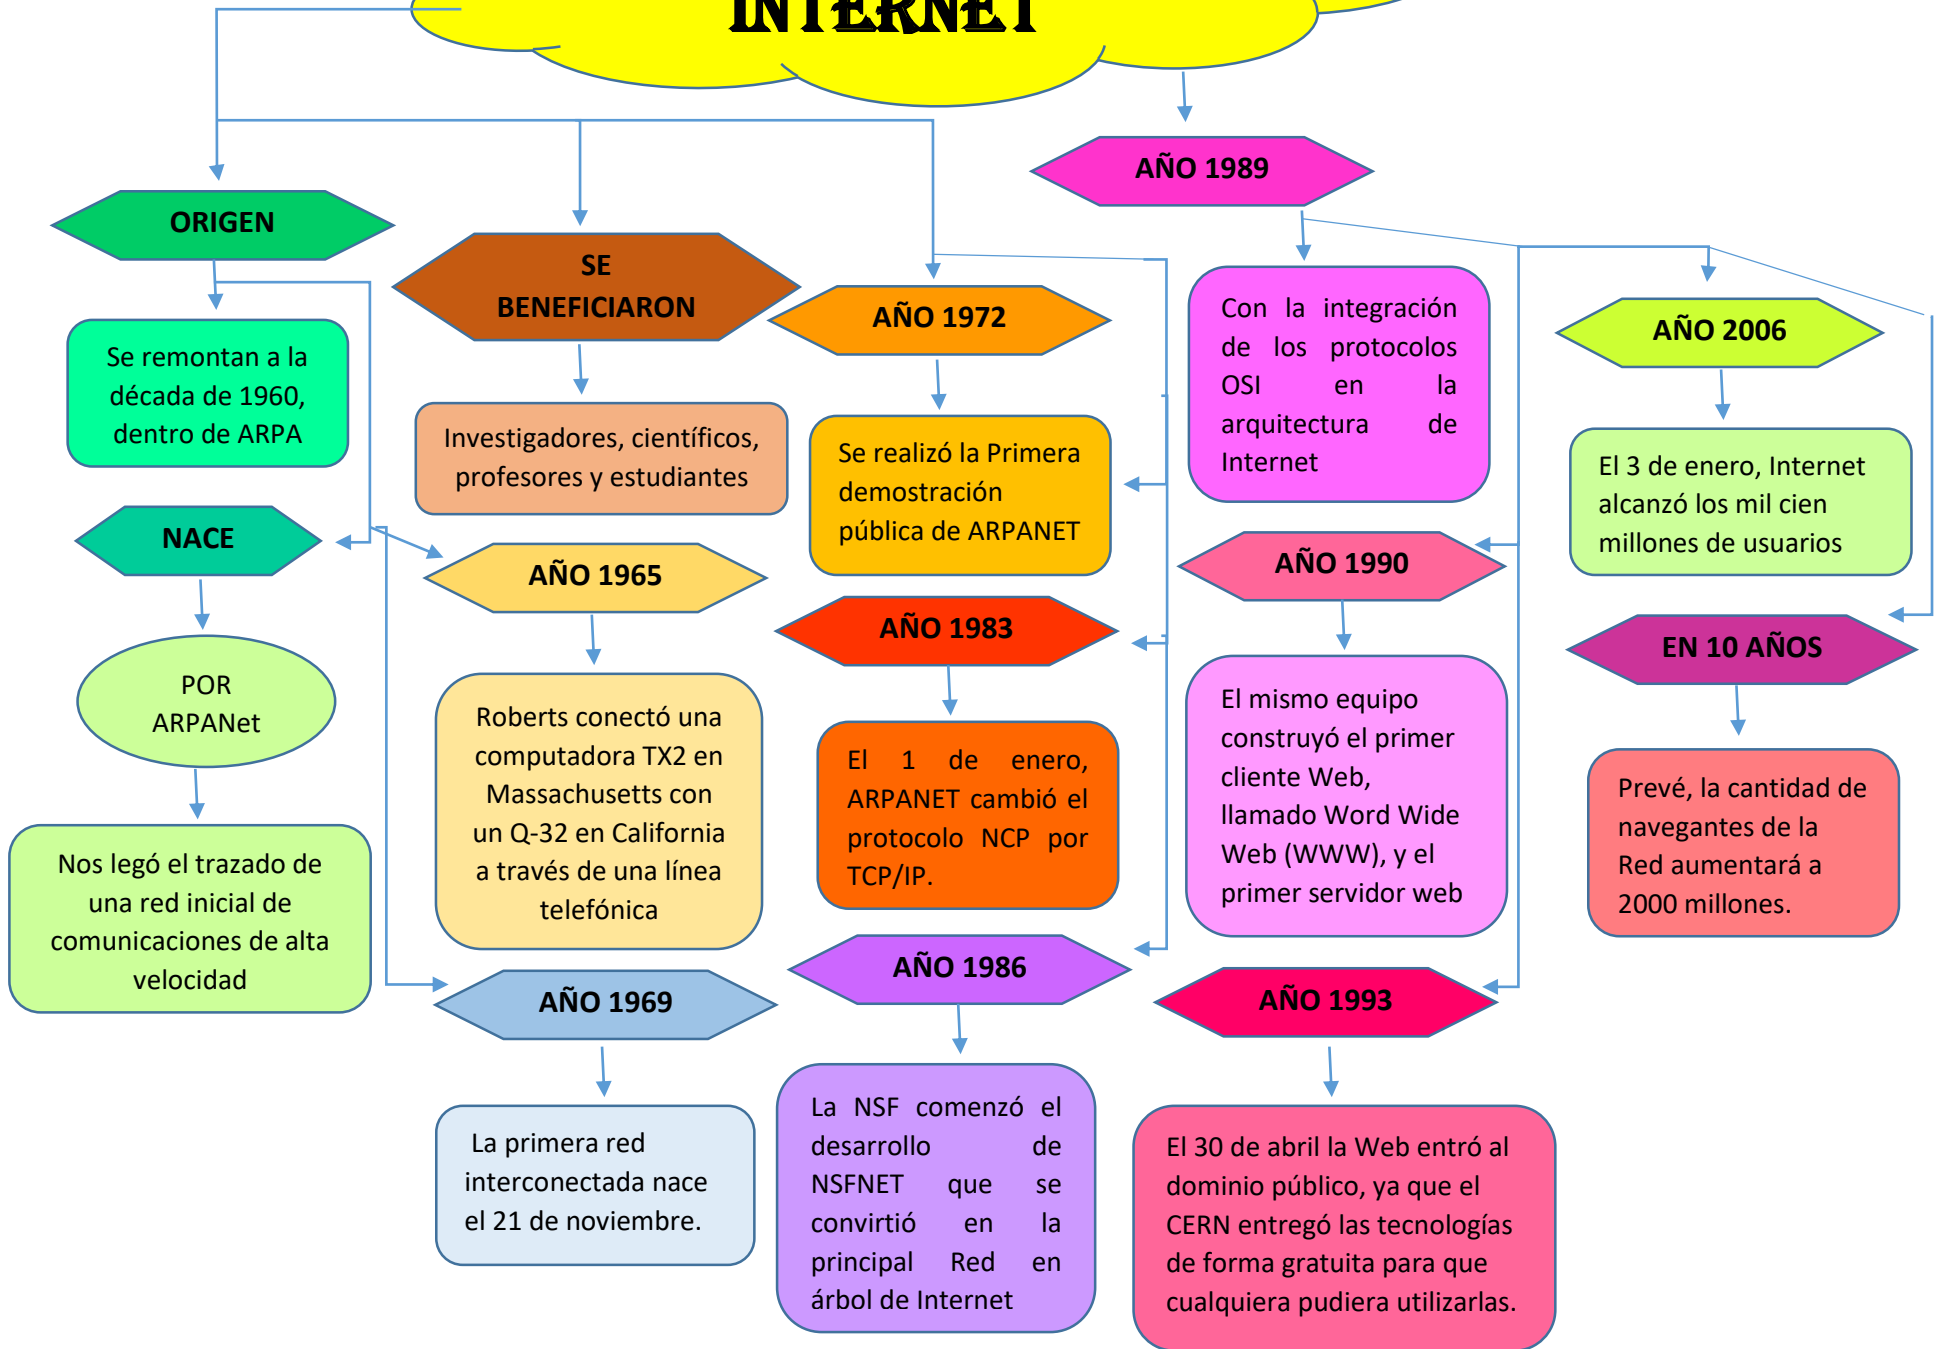 INTERNET
ORIGEN
Se remontan a la
década de 1960,
dentro de ARPA
NACE
POR
ARPANet
Nos legó el trazado de
una red inicial de
comunicaciones de alta
velocidad
SE
BENEFICIARON
Investigadores, científicos,
profesores y estudiantes
AÑO 1965
Roberts conectó una
computadora TX2 en
Massachusetts con
un Q-32 en California
a través de una línea
telefónica
AÑO 1969
La primera red
interconectada nace
el 21 de noviembre.
AÑO 1972
Se realizó la Primera
demostración
pública de ARPANET
AÑO 1983
El 1 de enero,
ARPANET cambió el
protocolo NCP por
TCP/IP.
AÑO 1986
La NSF comenzó el
desarrollo de
NSFNET que se
convirtió en la
principal Red en
árbol de Internet
AÑO 1989
Con la integración
de los protocolos
OSI en la
arquitectura de
Internet
AÑO 1990
El mismo equipo
construyó el primer
cliente Web,
llamado Word Wide
Web (WWW), y el
primer servidor web
AÑO 1993
El 30 de abril la Web entró al
dominio público, ya que el
CERN entregó las tecnologías
de forma gratuita para que
cualquiera pudiera utilizarlas.
AÑO 2006
El 3 de enero, Internet
alcanzó los mil cien
millones de usuarios
EN 10 AÑOS
Prevé, la cantidad de
navegantes de la
Red aumentará a
2000 millones.